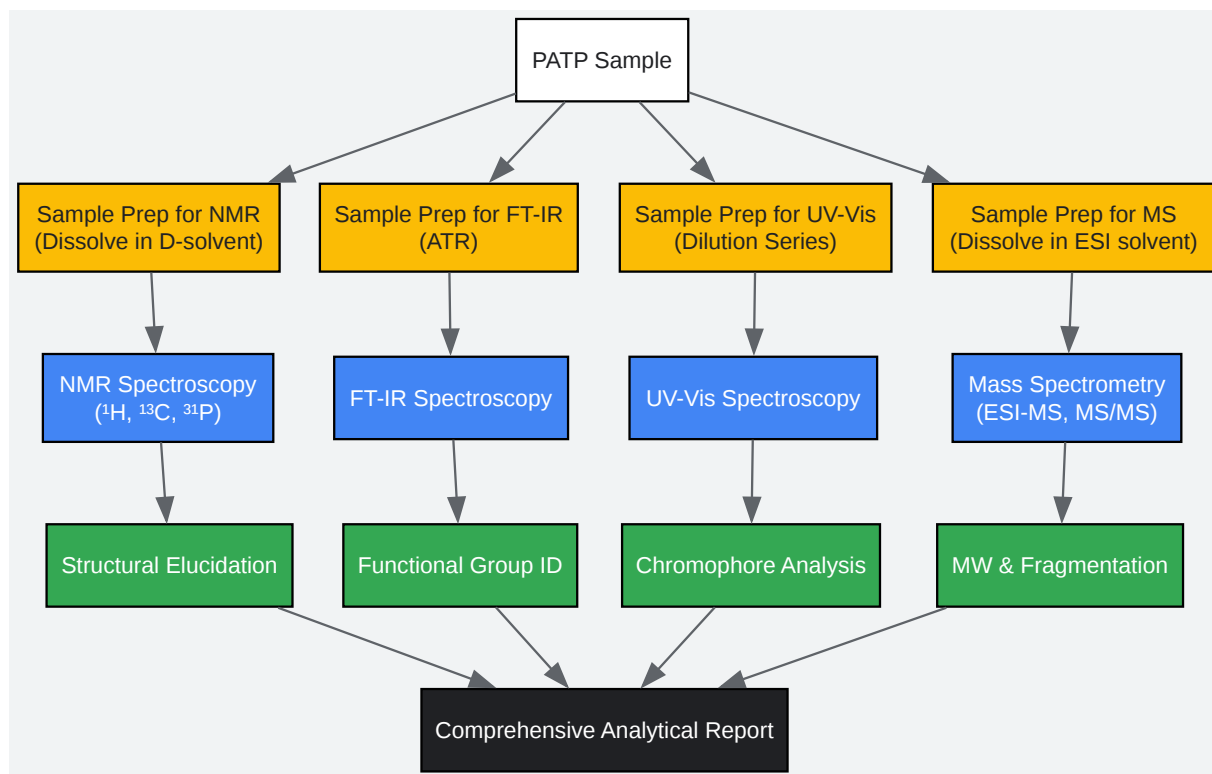 PATP Sample
Sample Prep for NMR
(Dissolve in D-solvent)
Sample Prep for FT-IR
(ATR)
Sample Prep for UV-Vis
(Dilution Series)
Sample Prep for MS
(Dissolve in ESI solvent)
NMR Spectroscopy
(¹H, ¹³C, ³¹P)
FT-IR Spectroscopy
UV-Vis Spectroscopy
Mass Spectrometry
(ESI-MS, MS/MS)
Structural Elucidation
Functional Group ID
Chromophore Analysis
MW & Fragmentation
Comprehensive Analytical Report